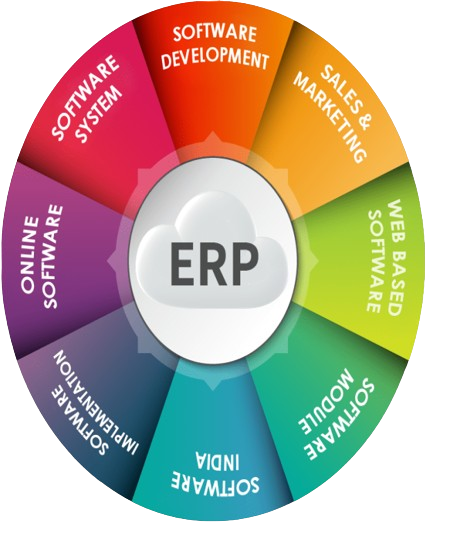 SOFTWARE
DEVELOPMENT
SALES &
MARKETING
WEB BASED
SOFTWARE
SOFTWARE
MODULE
SOFTWARE
INDIA
SOFTWARE
IMPLEMENTATION
ONLINE
SOFTWARE
SOFTWARE
SYSTEM
ERP